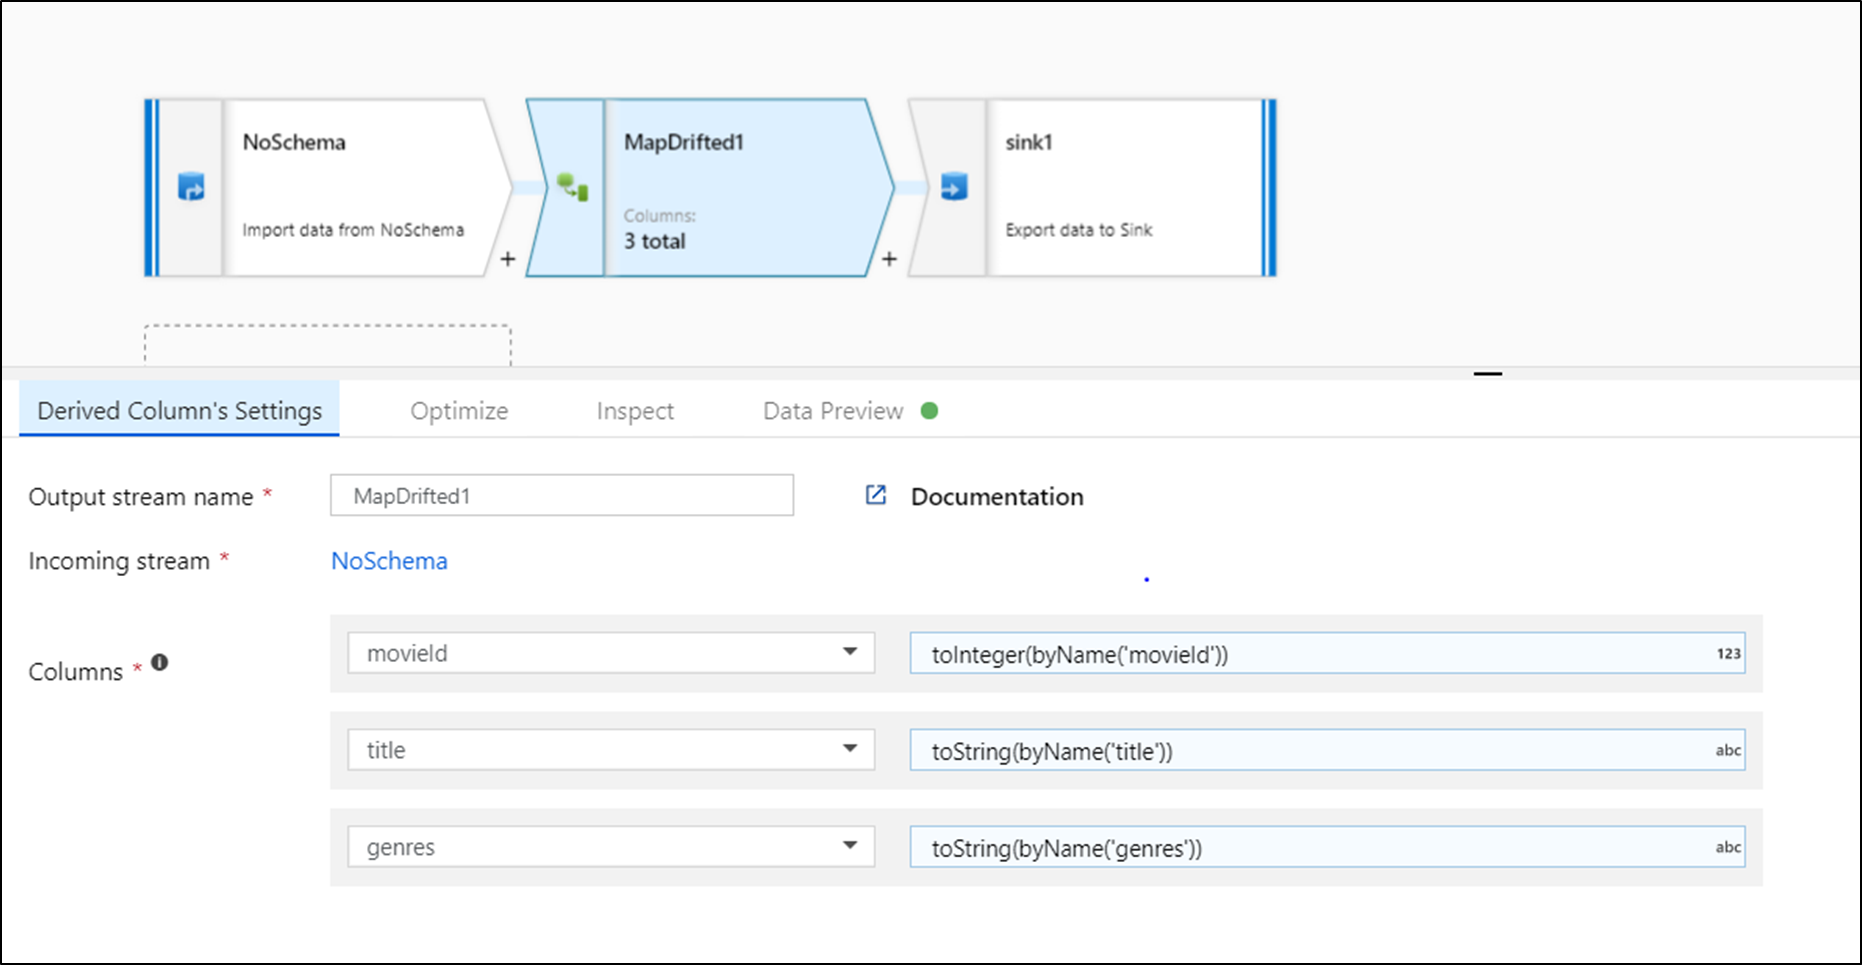 NoSchema
Import data from NoSchema
+
MapDrifted1
Columns:
3 total
+
sink1
Export data to Sink
Derived Column's Settings
Optimize
Inspect
Data Preview
Output stream name *
MapDrifted1
Documentation
Incoming stream *
NoSchema
Columns *
movieId
toInteger(byName('movieId'))
123
title
toString(byName('title'))
abc
genres
toString(byName('genres'))
abc